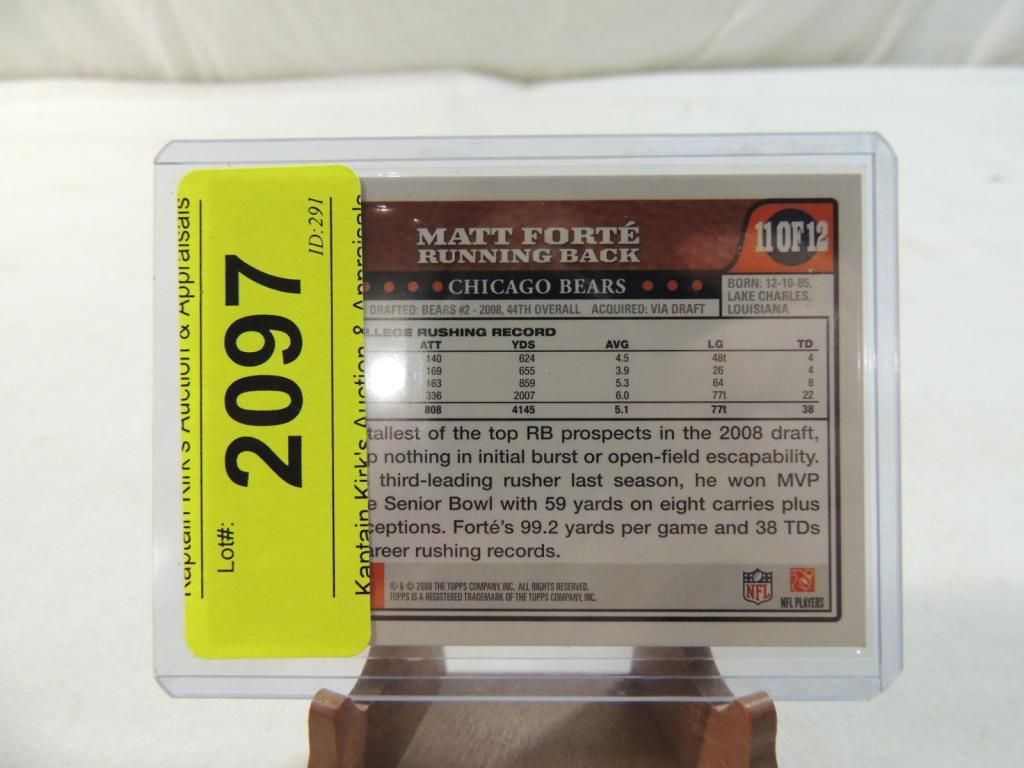 Kaptain Kirk's Auction & Appraisals
Lot#:
2097
ID:291
Kaptain Kirk's Auction & Appraisals
MATT FORTÉ
RUNNING BACK
11 OF 12
CHICAGO BEARS
BORN: 12-10-85,
LAKE CHARLES,
LOUISIANA
DRAFTED: BEARS #2 - 2008, 44TH OVERALL ACQUIRED: VIA DRAFT
LLEGE RUSHING RECORD
ATT YDS AVG LG TD
140 624 4.5 48t 4
169 655 3.9 26 4
163 859 5.3 64 8
336 2007 6.0 77t 22
808 4145 5.1 77t 38
tallest of the top RB prospects in the 2008 draft,
nothing in initial burst or open-field escapability.
third-leading rusher last season, he won MVP
Senior Bowl with 59 yards on eight carries plus
ceptions. Forté's 99.2 yards per game and 38 TDs
areer rushing records.
® & © 2008 THE TOPPS COMPANY, INC. ALL RIGHTS RESERVED.
TOPPS IS A REGISTERED TRADEMARK OF THE TOPPS COMPANY, INC.
NFL
NFL PLAYERS